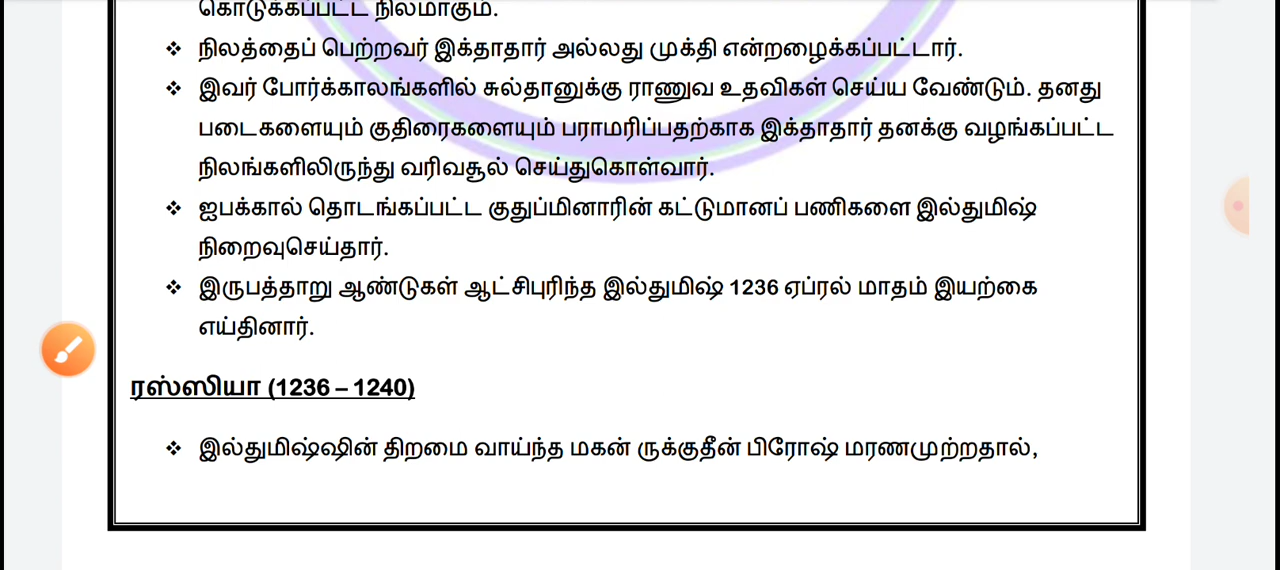 கொடுக்கப்பட்ட நிலமாகும்.
❖ நிலத்தைப் பெற்றவர் இக்தாதார் அல்லது முக்தி என்றழைக்கப்பட்டார்.
❖ இவர் போர்க்காலங்களில் சுல்தானுக்கு ராணுவ உதவிகள் செய்ய வேண்டும். தனது
படைகளையும் குதிரைகளையும் பராமரிப்பதற்காக இக்தாதார் தனக்கு வழங்கப்பட்ட
நிலங்களிலிருந்து வரிவசூல் செய்துகொள்வார்.
❖ ஐபக்கால் தொடங்கப்பட்ட குதுப்மினாரின் கட்டுமானப் பணிகளை இல்துமிஷ்
நிறைவுசெய்தார்.
❖ இருபத்தாறு ஆண்டுகள் ஆட்சிபுரிந்த இல்துமிஷ் 1236 ஏப்ரல் மாதம் இயற்கை
எய்தினார்.
ரஸ்ஸியா (1236 – 1240)
❖ இல்துமிஷ்ஷின் திறமை வாய்ந்த மகன் ருக்குதீன் பிரோஷ் மரணமுற்றதால்,